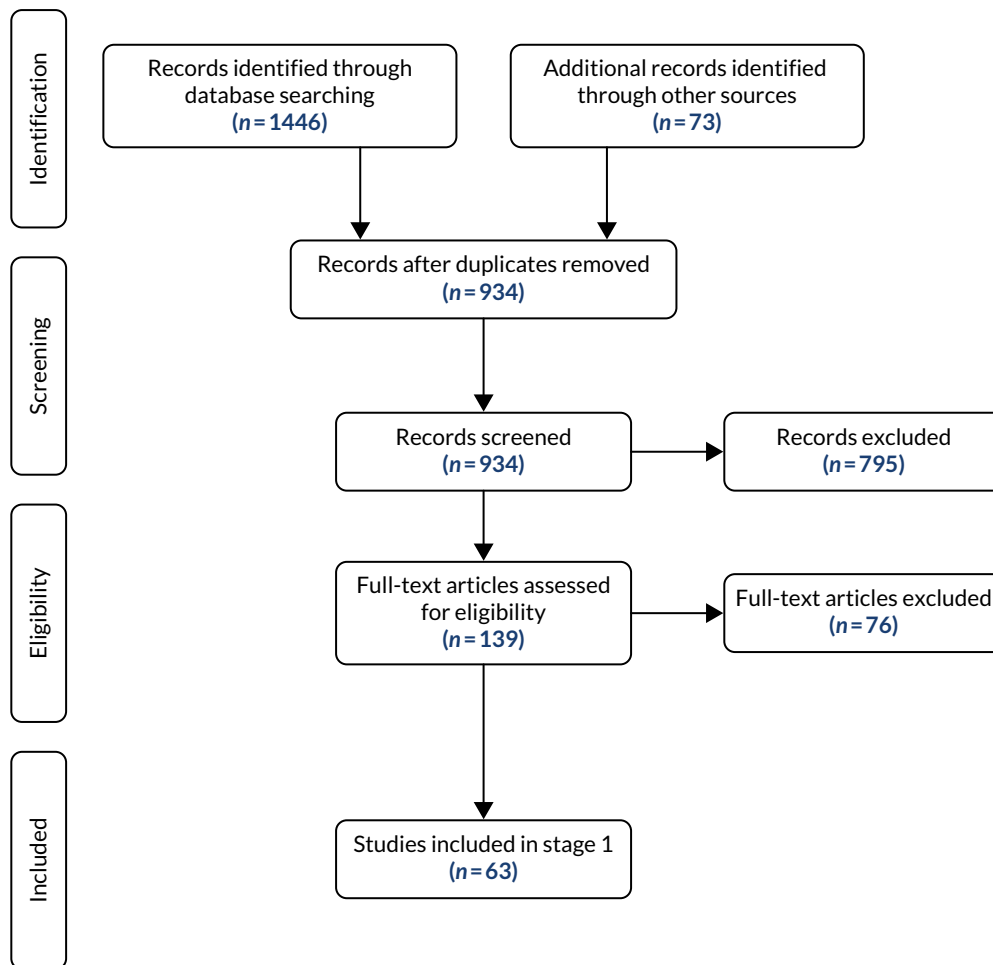 Identification
Records identified through
database searching
(n = 1446)
Additional records identified
through other sources
(n = 73)
Records after duplicates removed
(n = 934)
Screening
Records screened
(n = 934)
Records excluded
(n = 795)
Eligibility
Full-text articles assessed
for eligibility
(n = 139)
Full-text articles excluded
(n = 76)
Included
Studies included in stage 1
(n = 63)